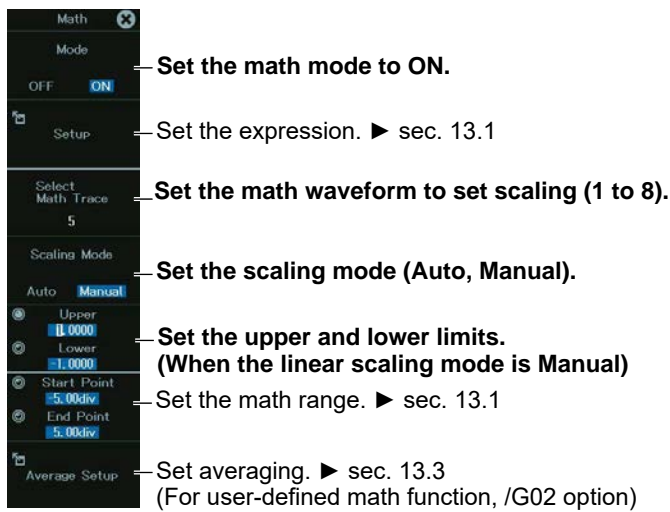 Math
Mode
OFF ON
Set the math mode to ON.
Setup
Set the expression. ► sec. 13.1
Select
Math Trace
5
Set the math waveform to set scaling (1 to 8).
Scaling Mode
Auto Manual
Set the scaling mode (Auto, Manual).
Upper
1.0000
Lower
-1.0000
Set the upper and lower limits.
(When the linear scaling mode is Manual)
Start Point
-5.00div
End Point
5.00div
Set the math range. ► sec. 13.1
Average Setup
Set averaging. ► sec. 13.3
(For user-defined math function, /G02 option)